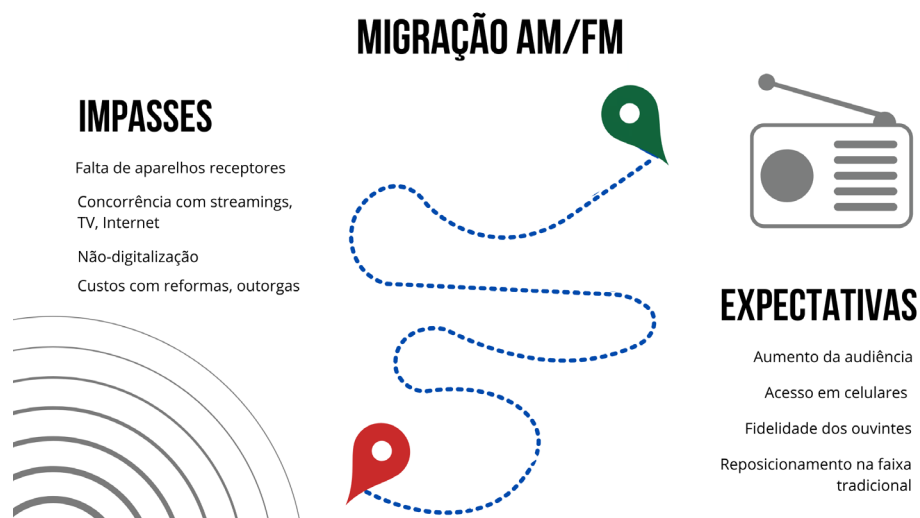 MIGRAÇÃO AM/FM
IMPASSES
Falta de aparelhos receptores
Concorrência com streamings,
TV, Internet
Não-digitalização
Custos com reformas, outorgas
EXPECTATIVAS
Aumento da audiência
Acesso em celulares
Fidelidade dos ouvintes
Reposicionamento na faixa
tradicional